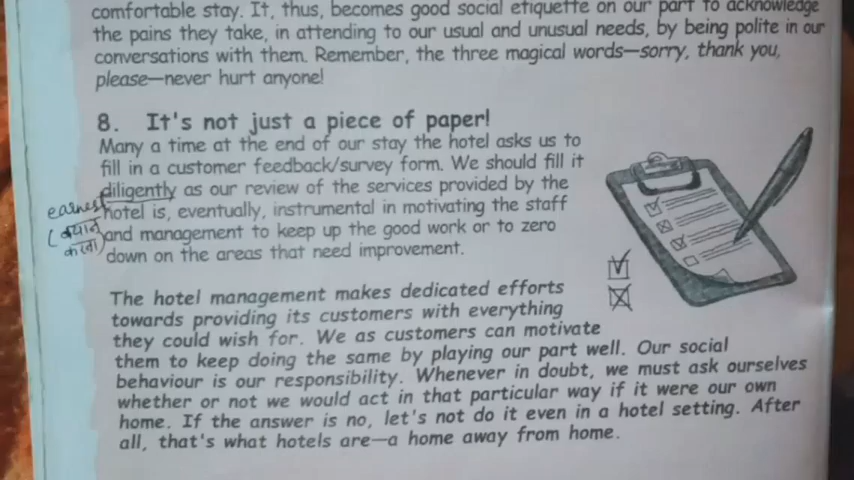 comfortable stay. It, thus, becomes good social etiquette on our part to acknowledge
the pains they take, in attending to our usual and unusual needs, by being polite in our
conversations with them. Remember, the three magical words—sorry, thank you,
please—never hurt anyone!
8. It's not just a piece of paper!
Many a time at the end of our stay the hotel asks us to
fill in a customer feedback/survey form. We should fill it
diligently as our review of the services provided by the
earnest
hotel is, eventually, instrumental in motivating the staff
and management to keep up the good work or to zero
down on the areas that need improvement.
The hotel management makes dedicated efforts
towards providing its customers with everything
they could wish for. We as customers can motivate
them to keep doing the same by playing our part well. Our social
behaviour is our responsibility. Whenever in doubt, we must ask ourselves
whether or not we would act in that particular way if it were our own
home. If the answer is no, let's not do it even in a hotel setting. After
all, that's what hotels are—a home away from home.